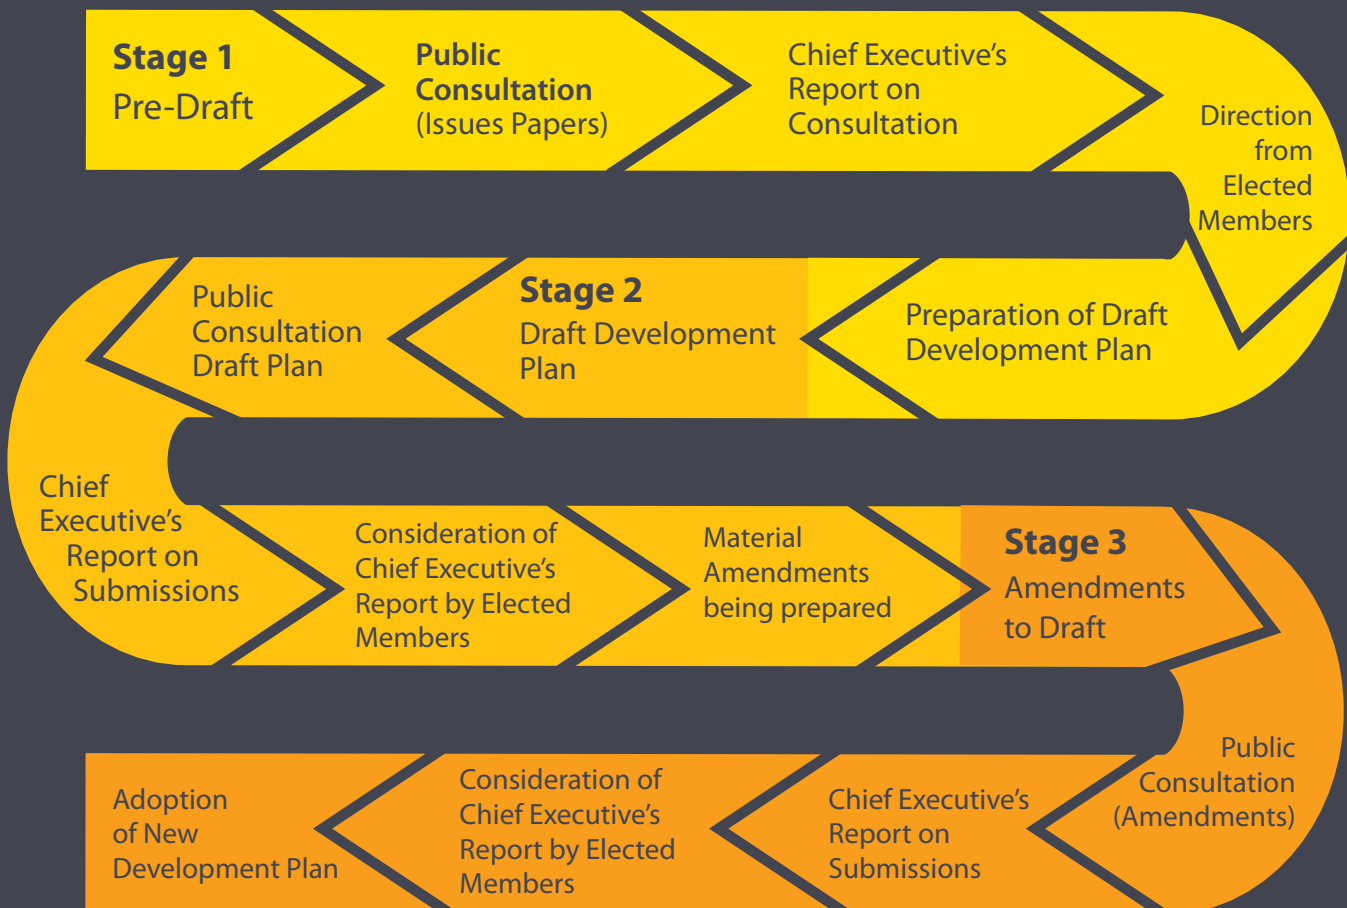 Stage 1
Pre-Draft
Public
Consultation
(Issues Papers)
Chief Executive's
Report on
Consultation
Direction
from
Elected
Members
Preparation of Draft
Development Plan
Stage 2
Draft Development
Plan
Public
Consultation
Draft Plan
Chief
Executive's
Report on
Submissions
Consideration of
Chief Executive's
Report by Elected
Members
Material
Amendments
being prepared
Stage 3
Amendments
to Draft
Public
Consultation
(Amendments)
Chief Executive's
Report on
Submissions
Consideration of
Chief Executive's
Report by Elected
Members
Adoption
of New
Development Plan